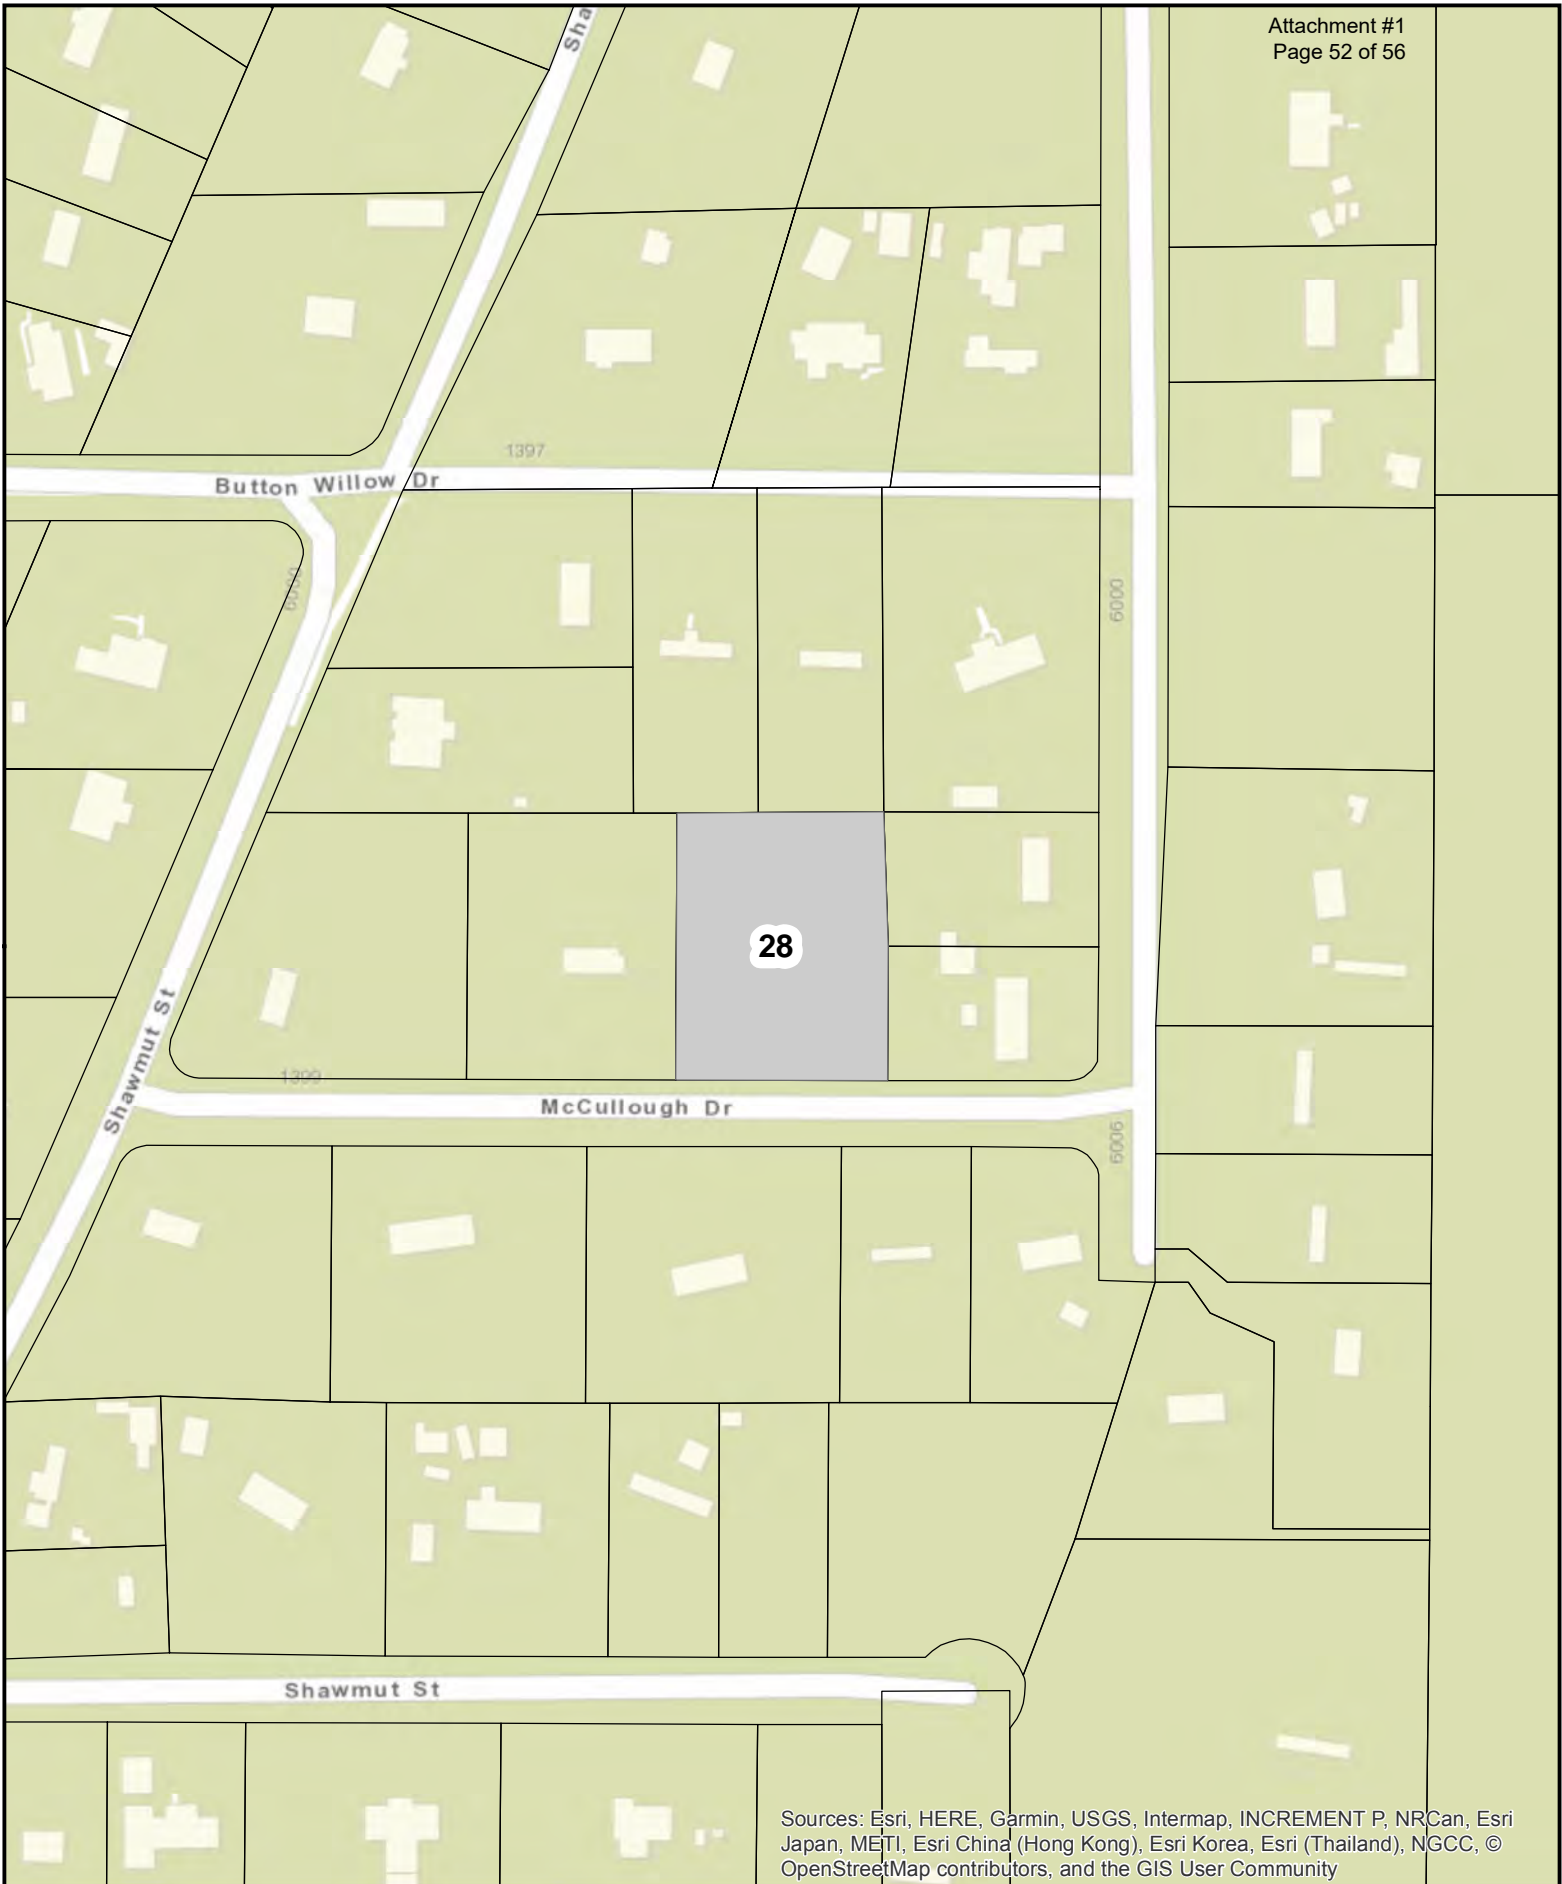 Sha
Attachment #1
Page 52 of 56
1397
Button Willow Dr
6000
6000
28
Shawmut St
1399
McCullough Dr
6006
Shawmut St
Sources: Esri, HERE, Garmin, USGS, Intermap, INCREMENT P, NRCan, Esri
Japan, METI, Esri China (Hong Kong), Esri Korea, Esri (Thailand), NGCC, ©
OpenStreetMap contributors, and the GIS User Community